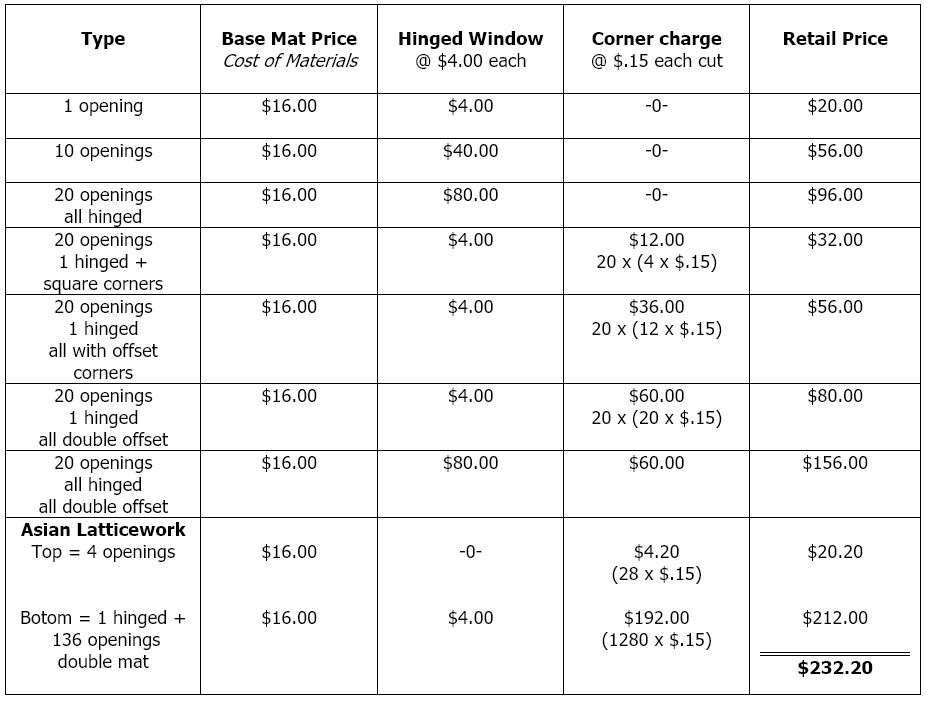 Type
Base Mat Price
Cost of Materials
Hinged Window
@ $4.00 each
Corner charge
@ $.15 each cut
Retail Price
1 opening
$16.00
$4.00
-0-
$20.00
10 openings
$16.00
$40.00
-0-
$56.00
20 openings
all hinged
$16.00
$80.00
-0-
$96.00
20 openings
1 hinged +
square corners
$16.00
$4.00
$12.00
20 x (4 x $.15)
$32.00
20 openings
1 hinged
all with offset
corners
$16.00
$4.00
$36.00
20 x (12 x $.15)
$56.00
20 openings
1 hinged
all double offset
$16.00
$4.00
$60.00
20 x (20 x $.15)
$80.00
20 openings
all hinged
all double offset
$16.00
$80.00
$60.00
$156.00
Asian Latticework
Top = 4 openings
$16.00
-0-
$4.20
(28 x $.15)
$20.20
Botom = 1 hinged +
136 openings
double mat
$16.00
$4.00
$192.00
(1280 x $.15)
$212.00
$232.20